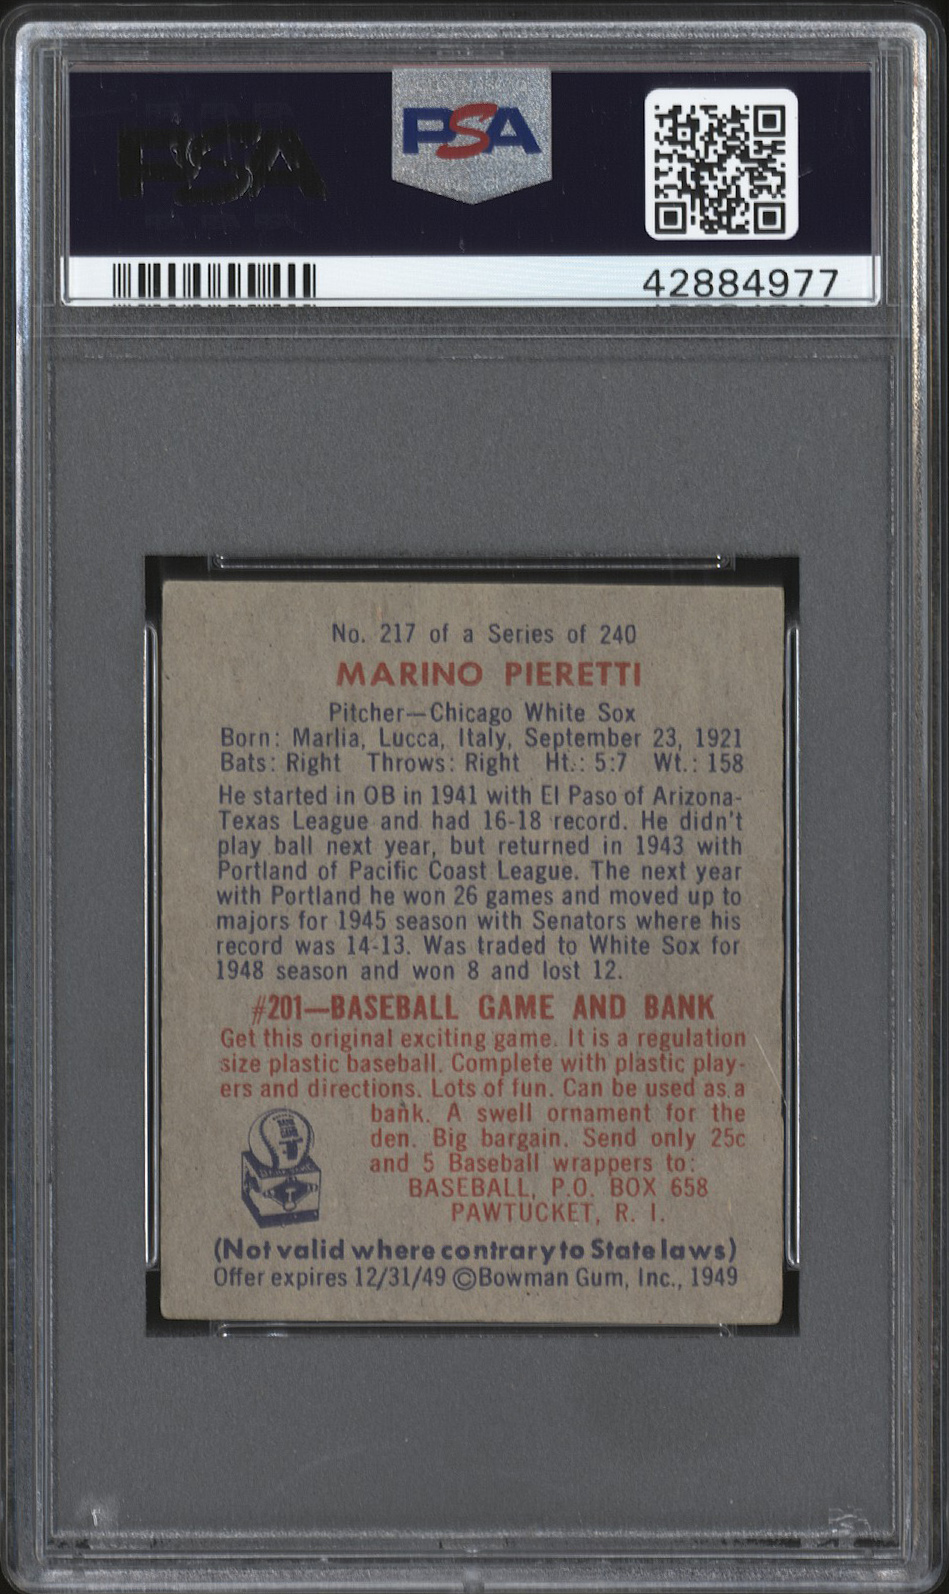 PSA
PSA
42884977
No. 217 of a Series of 240
MARINO PIERETTI
Pitcher—Chicago White Sox
Born: Marlia, Lucca, Italy, September 23, 1921
Bats: Right Throws: Right Ht.: 5:7 Wt.: 158
He started in OB in 1941 with El Paso of Arizona-
Texas League and had 16-18 record. He didn't
play ball next year, but returned in 1943 with
Portland of Pacific Coast League. The next year
with Portland he won 26 games and moved up to
majors for 1945 season with Senators where his
record was 14-13. Was traded to White Sox for
1948 season and won 8 and lost 12.
#201—BASEBALL GAME AND BANK
Get this original exciting game. It is a regulation
size plastic baseball. Complete with plastic play-
ers and directions. Lots of fun. Can be used as a
bank. A swell ornament for the
den. Big bargain. Send only 25c
and 5 Baseball wrappers to:
BASEBALL, P.O. BOX 658
PAWTUCKET, R. I.
(Not valid where contrary to State laws)
Offer expires 12/31/49 ©Bowman Gum, Inc., 1949